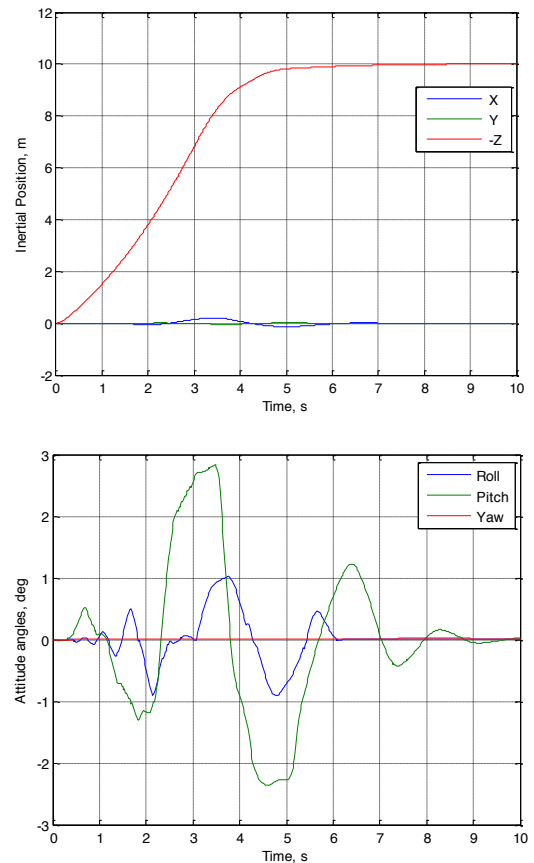 12
10
8
6
4
2
0
-2
Inertial Position, m
X
Y
-Z
0 1 2 3 4 5 6 7 8 9 10
Time, s
3
2
1
0
-1
-2
-3
Attitude angles, deg
Roll
Pitch
Yaw
0 1 2 3 4 5 6 7 8 9 10
Time, s